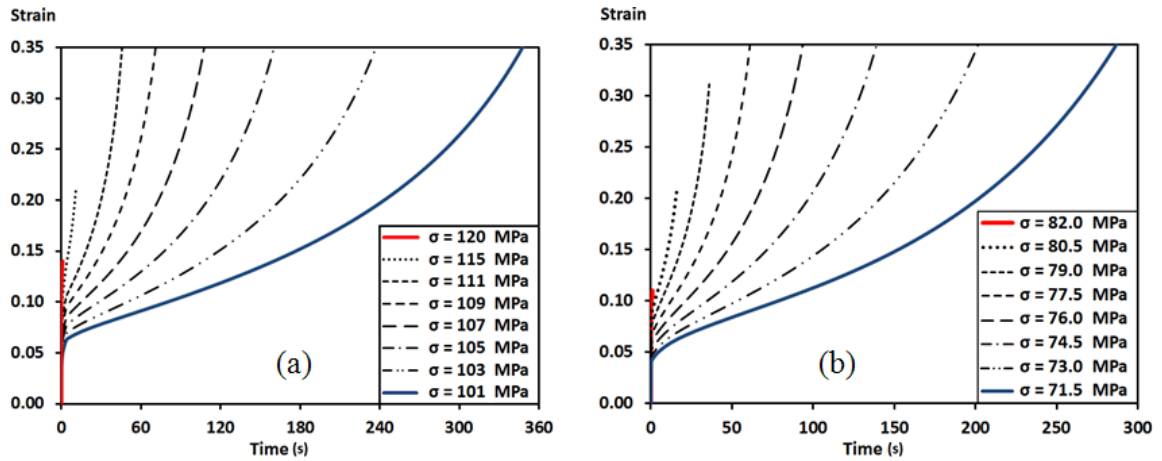 Strain
0.35
0.30
0.25
0.20
0.15
0.10
0.05
0.00
0 60 120 180 240 300 360
Time (s)
σ = 120 MPa
σ = 115 MPa
σ = 111 MPa
σ = 109 MPa
σ = 107 MPa
σ = 105 MPa
σ = 103 MPa
σ = 101 MPa
(a)
Strain
0.35
0.30
0.25
0.20
0.15
0.10
0.05
0.00
0 50 100 150 200 250 300
Time (s)
σ = 82.0 MPa
σ = 80.5 MPa
σ = 79.0 MPa
σ = 77.5 MPa
σ = 76.0 MPa
σ = 74.5 MPa
σ = 73.0 MPa
σ = 71.5 MPa
(b)